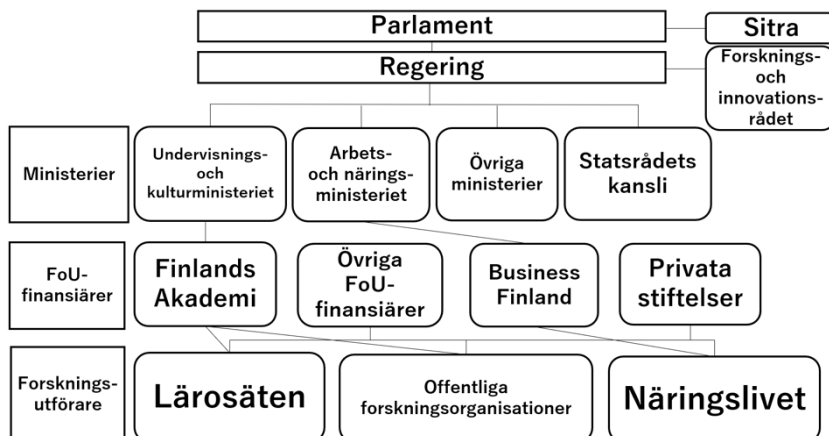 Parlament
Sitra
Regering
Forsknings-
och
innovations-
rådet
Ministerier
Undervisnings-
och
kulturministeriet
Arbets-
och närings-
ministeriet
Övriga
ministerier
Statsrådets
kansli
FoU-
finansiärer
Finlands
Akademi
Övriga
FoU-
finansiärer
Business
Finland
Privata
stiftelser
Forsknings-
utförare
Lärosäten
Offentliga
forskningsorganisationer
Näringslivet